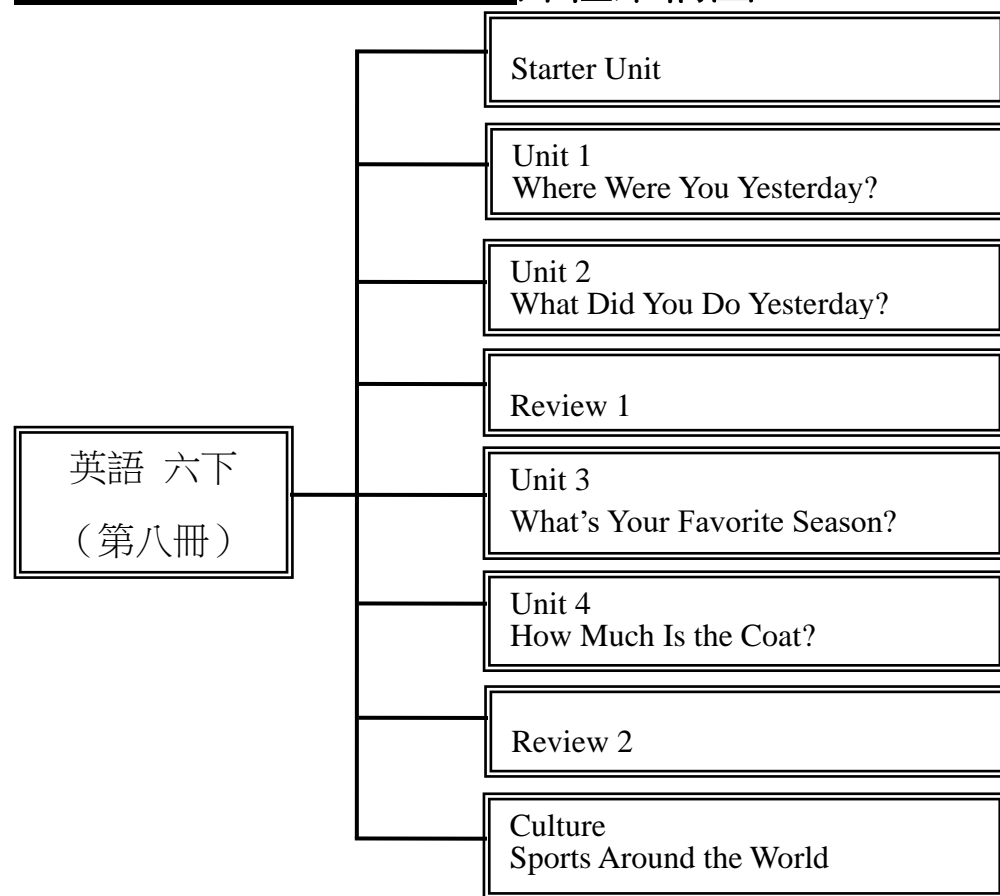 Starter Unit
Unit 1
Where Were You Yesterday?
Unit 2
What Did You Do Yesterday?
Review 1
英語 六下
（第八冊）
Unit 3
What’s Your Favorite Season?
Unit 4
How Much Is the Coat?
Review 2
Culture
Sports Around the World